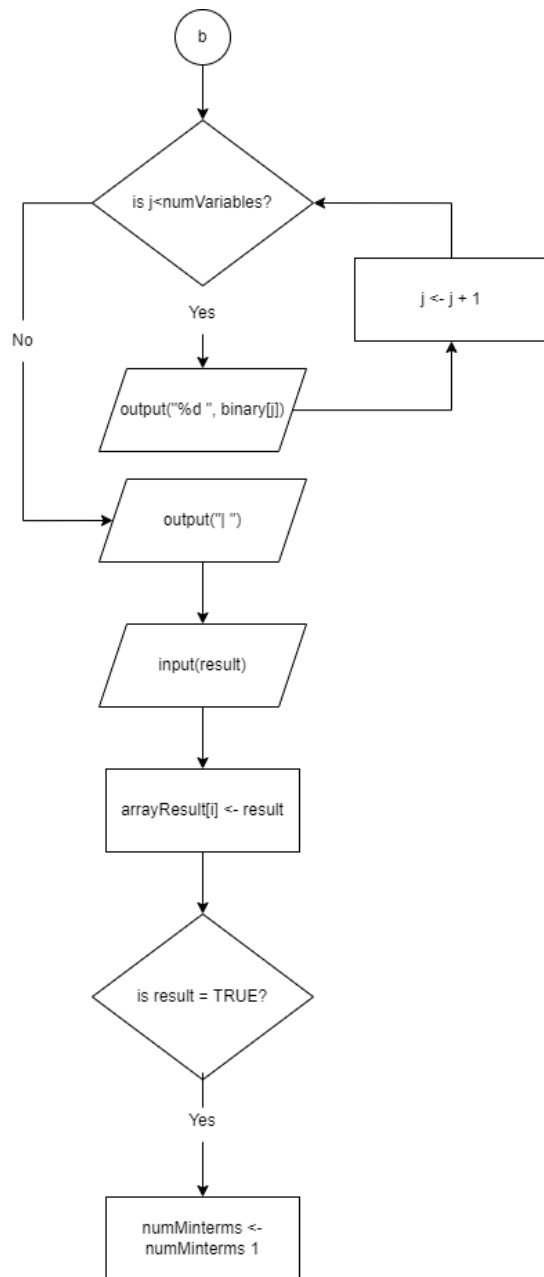 b
is j<numVariables?
j <- j + 1
Yes
No
output("%d ", binary[j])
output("| ")
input(result)
arrayResult[i] <- result
is result = TRUE?
Yes
numMinterms <-
numMinterms 1